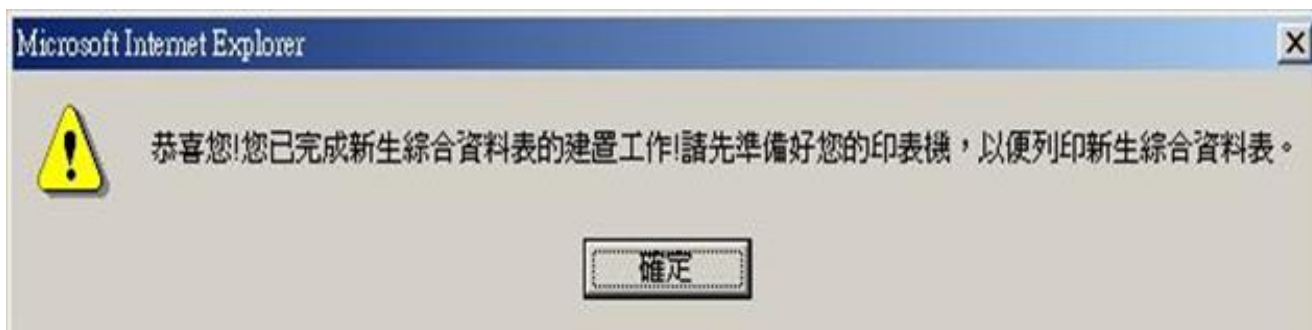 Microsoft Internet Explorer
恭喜您!您已完成新生綜合資料表的建置工作!請先準備好您的印表機，以便列印新生綜合資料表。
確定